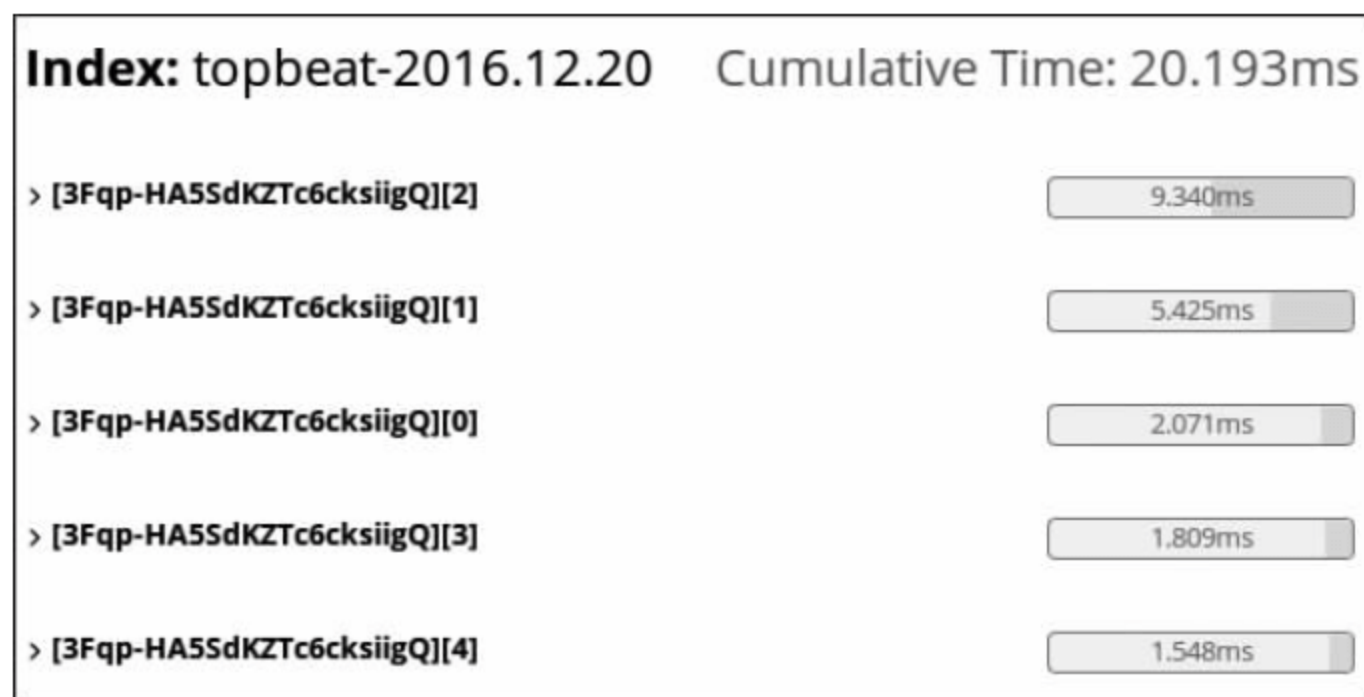 Index: topbeat-2016.12.20 Cumulative Time: 20.193ms
› [3Fqp-HA5SdKZTc6cksiigQ][2] 9.340ms
› [3Fqp-HA5SdKZTc6cksiigQ][1] 5.425ms
› [3Fqp-HA5SdKZTc6cksiigQ][0] 2.071ms
› [3Fqp-HA5SdKZTc6cksiigQ][3] 1.809ms
› [3Fqp-HA5SdKZTc6cksiigQ][4] 1.548ms